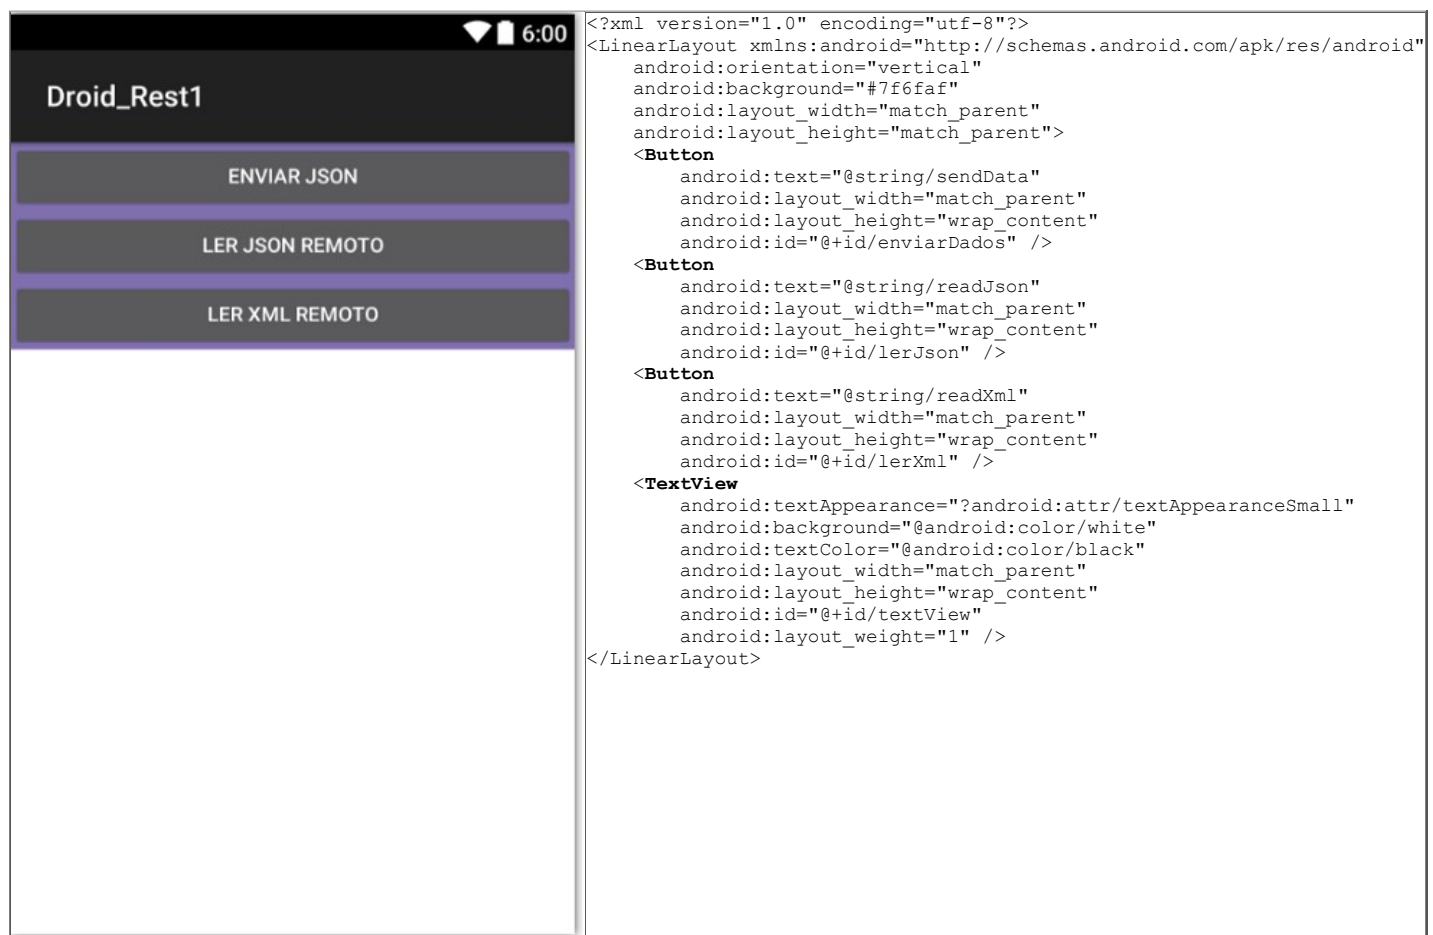 6:00
Droid_Rest1
ENVIAR JSON
LER JSON REMOTO
LER XML REMOTO
<?xml version="1.0" encoding="utf-8"?>
<LinearLayout xmlns:android="http://schemas.android.com/apk/res/android"
    android:orientation="vertical"
    android:background="#7f6faf"
    android:layout_width="match_parent"
    android:layout_height="match_parent">
    <Button
        android:text="@string/sendData"
        android:layout_width="match_parent"
        android:layout_height="wrap_content"
        android:id="@+id/enviarDados" />
    <Button
        android:text="@string/readJson"
        android:layout_width="match_parent"
        android:layout_height="wrap_content"
        android:id="@+id/lerJson" />
    <Button
        android:text="@string/readXml"
        android:layout_width="match_parent"
        android:layout_height="wrap_content"
        android:id="@+id/lerXml" />
    <TextView
        android:textAppearance="?android:attr/textAppearanceSmall"
        android:background="@android:color/white"
        android:textColor="@android:color/black"
        android:layout_width="match_parent"
        android:layout_height="wrap_content"
        android:id="@+id/textView"
        android:layout_weight="1" />
</LinearLayout>